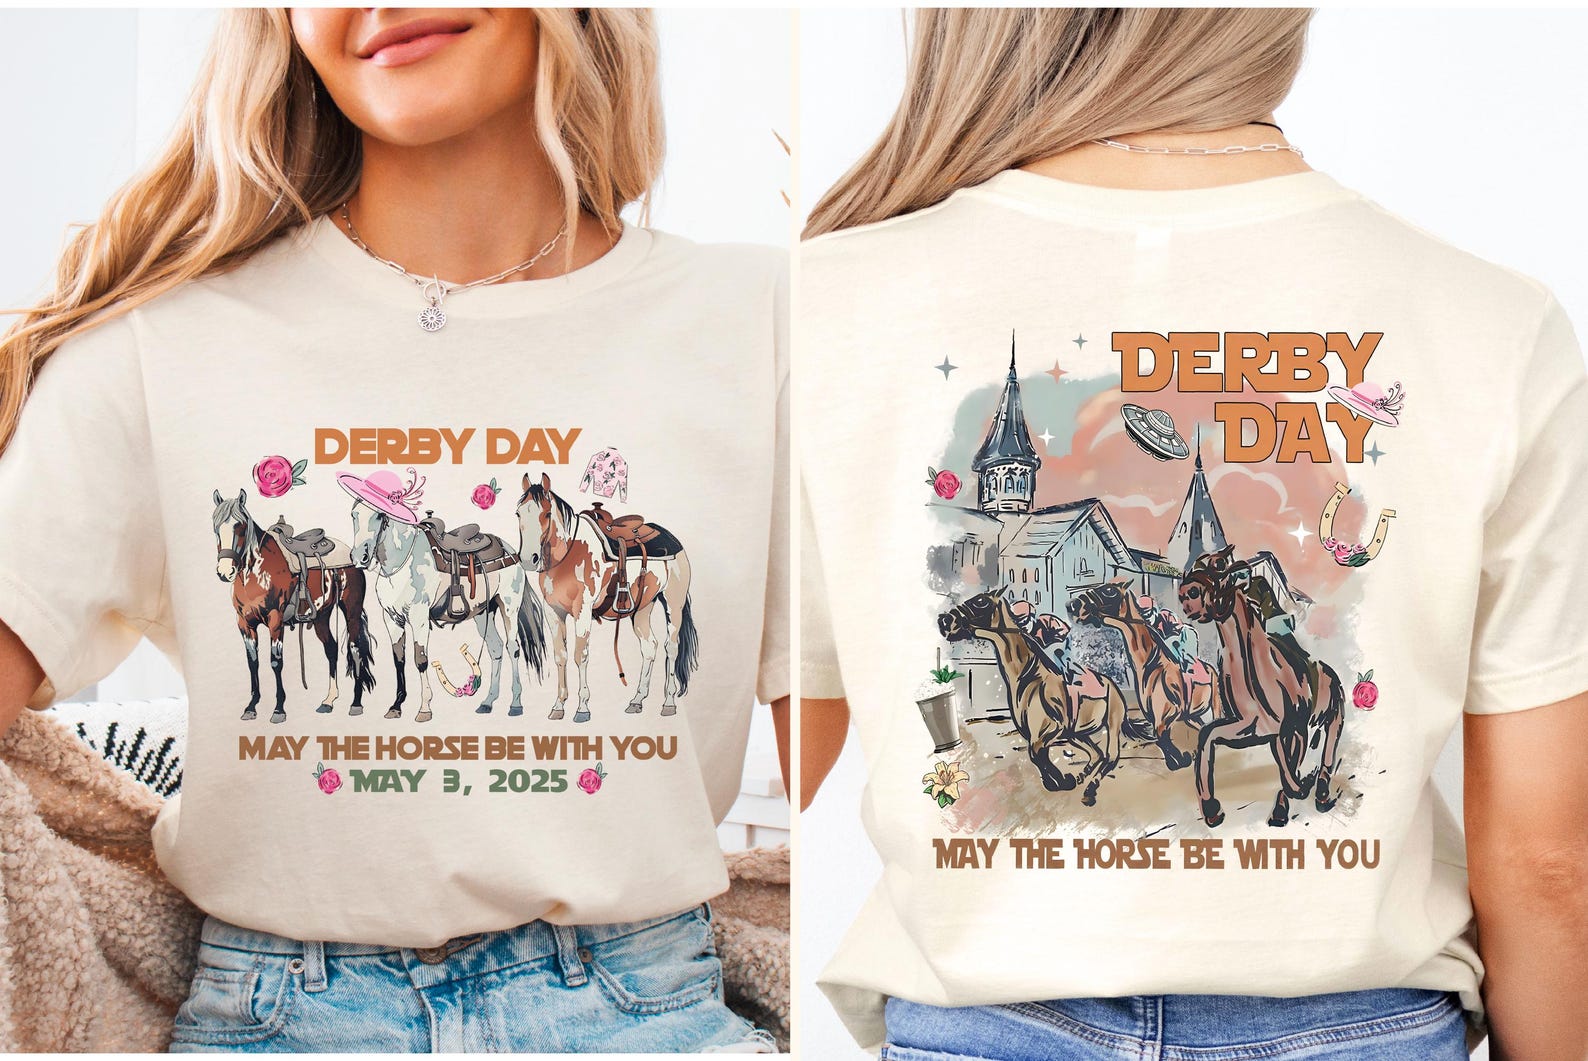 DERBY DAY
MAY THE HORSE BE WITH YOU
MAY 3, 2025
DERBY
DAY
MAY THE HORSE BE WITH YOU